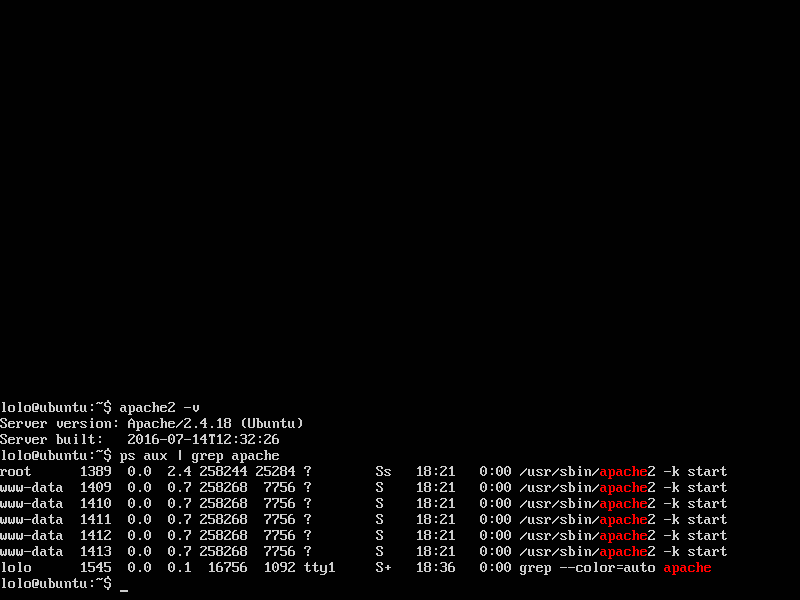 lolo@ubuntu:~$ apache2 -v
Server version: Apache/2.4.18 (Ubuntu)
Server built:   2016-07-14T12:32:26
lolo@ubuntu:~$ ps aux | grep apache
root      1389  0.0  2.4 258244 25284 ?        Ss   18:21   0:00 /usr/sbin/apache2 -k start
www-data  1409  0.0  0.7 258268  7756 ?        S    18:21   0:00 /usr/sbin/apache2 -k start
www-data  1410  0.0  0.7 258268  7756 ?        S    18:21   0:00 /usr/sbin/apache2 -k start
www-data  1411  0.0  0.7 258268  7756 ?        S    18:21   0:00 /usr/sbin/apache2 -k start
www-data  1412  0.0  0.7 258268  7756 ?        S    18:21   0:00 /usr/sbin/apache2 -k start
www-data  1413  0.0  0.7 258268  7756 ?        S    18:21   0:00 /usr/sbin/apache2 -k start
lolo      1545  0.0  0.1  16756  1092 tty1     S+   18:36   0:00 grep --color=auto apache
lolo@ubuntu:~$ _